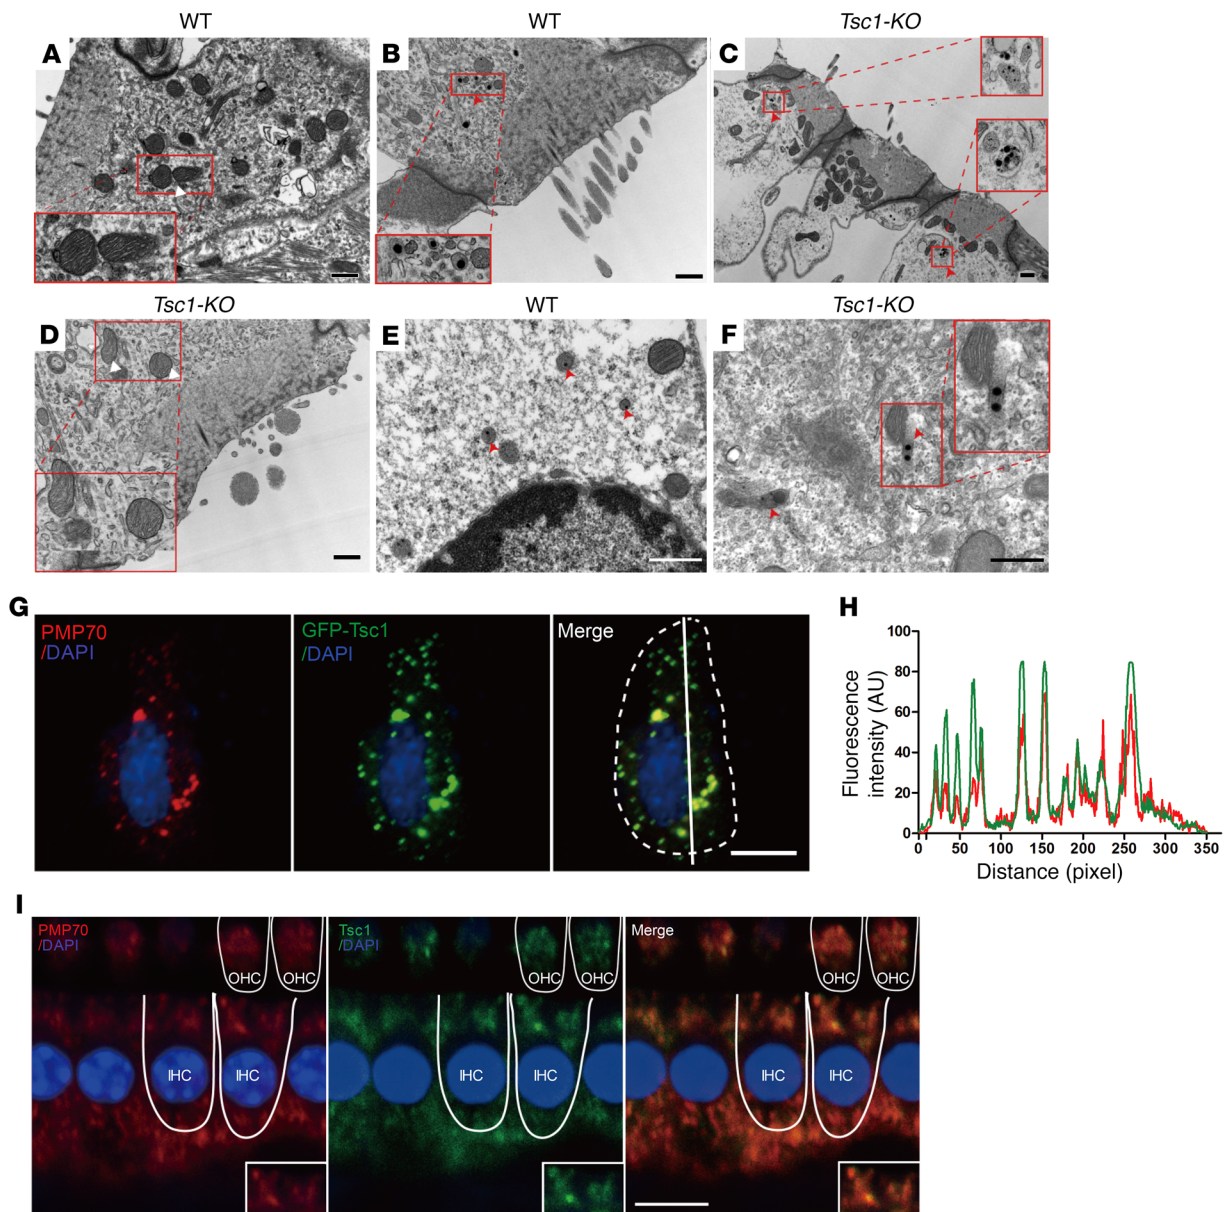 WT
WT
Tsc1-KO
A
B
C
Tsc1-KO
WT
Tsc1-KO
D
E
F
G
PMP70
/DAPI
GFP-Tsc1
/DAPI
Merge
H
Fluorescence
intensity (AU)
100
80
60
40
20
0
0
50
100
150
200
250
300
350
Distance (pixel)
I
PMP70
/DAPI
OHC
OHC
IHC
IHC
Tsc1
/DAPI
OHC
OHC
IHC
IHC
Merge
OHC
OHC
IHC
IHC